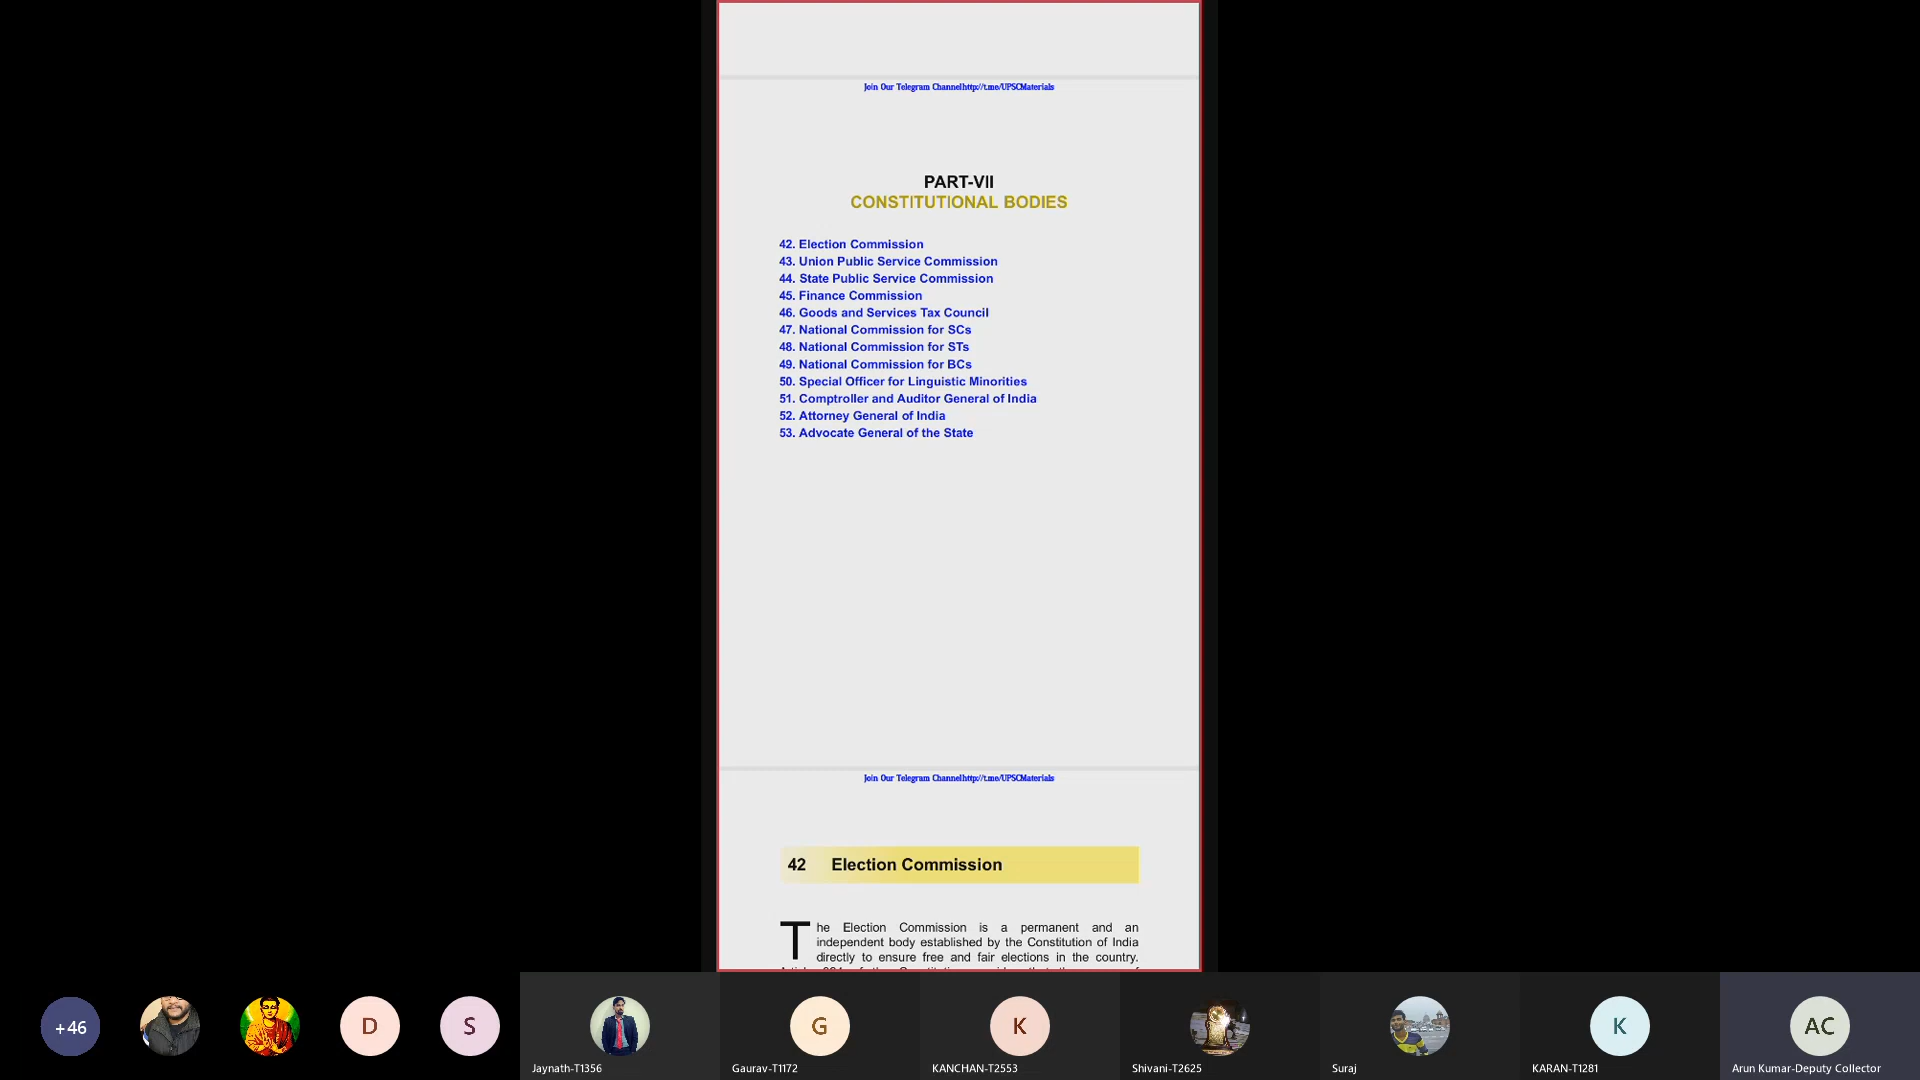 Join Our Telegram Channelhttp://t.me/UPSCMaterials
PART-VII
CONSTITUTIONAL BODIES
42. Election Commission
43. Union Public Service Commission
44. State Public Service Commission
45. Finance Commission
46. Goods and Services Tax Council
47. National Commission for SCs
48. National Commission for STs
49. National Commission for BCs
50. Special Officer for Linguistic Minorities
51. Comptroller and Auditor General of India
52. Attorney General of India
53. Advocate General of the State
Join Our Telegram Channelhttp://t.me/UPSCMaterials
42 Election Commission
The Election Commission is a permanent and an
independent body established by the Constitution of India
directly to ensure free and fair elections in the country.
+46
D
S
G
K
K
AC
Jaynath-T1356
Gaurav-T1172
KANCHAN-T2553
Shivani-T2625
Suraj
KARAN-T1281
Arun Kumar-Deputy Collector